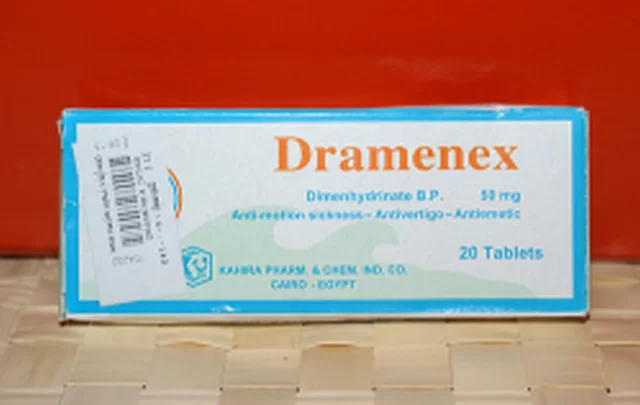 Dramenex
Dimenhydrinate B.P. 50 mg
Anti-motion sickness - Antivertigo - Antiemetic
20 Tablets
KAHIRA PHARM. & CHEM. IND. CO.
CAIRO - EGYPT